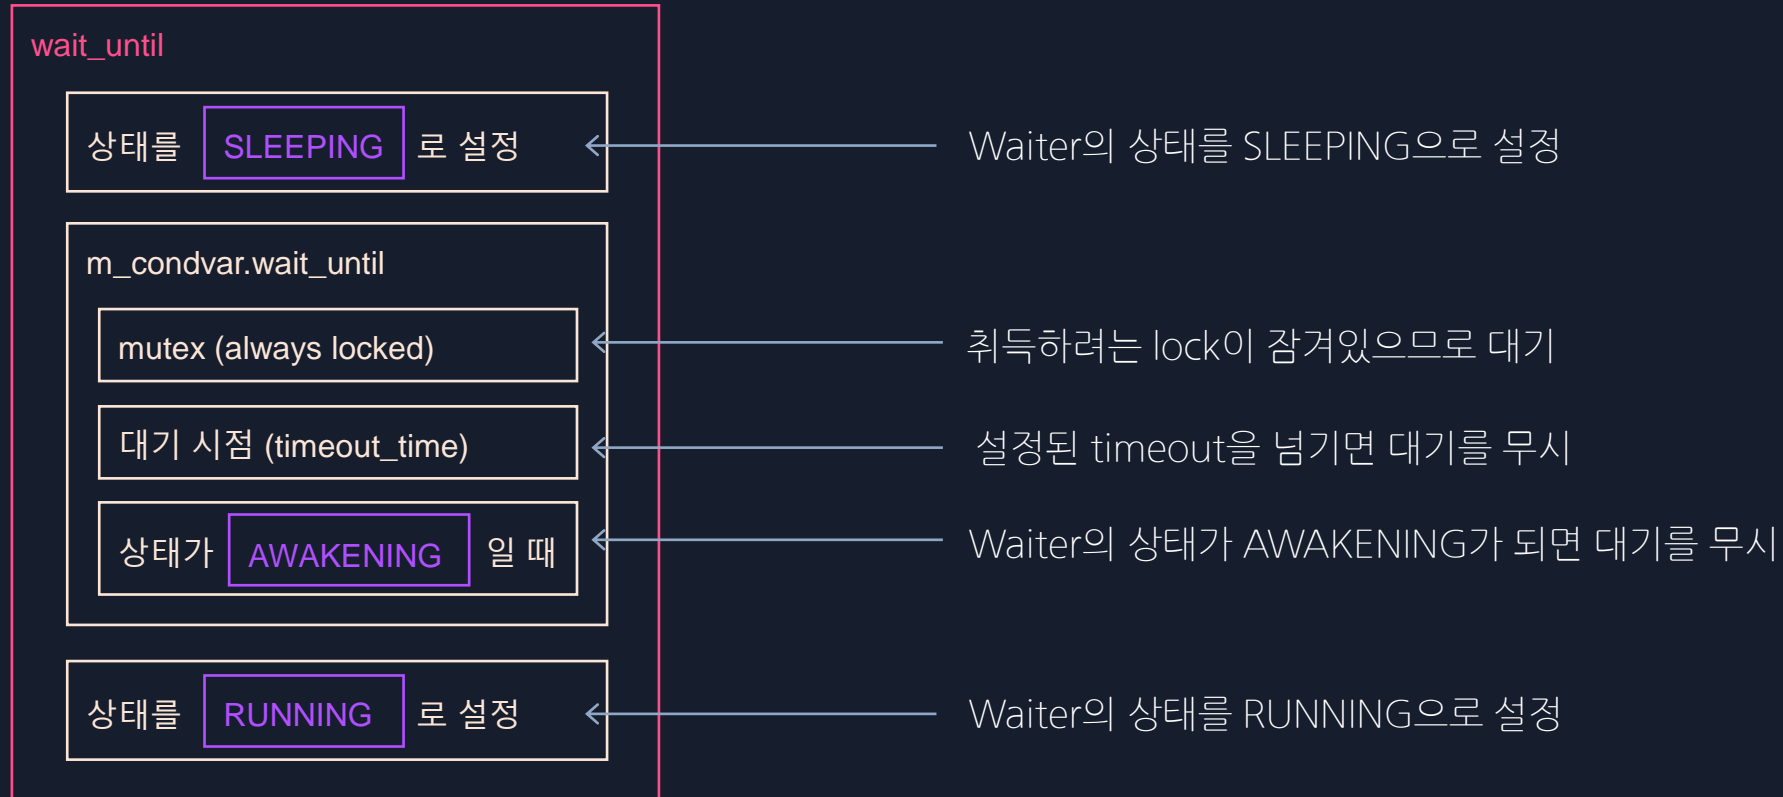 wait_until
상태를 SLEEPING 로 설정
Waiter의 상태를 SLEEPING으로 설정
m_condvar.wait_until
mutex (always locked)
취득하려는 lock이 잠겨있으므로 대기
대기 시점 (timeout_time)
설정된 timeout을 넘기면 대기를 무시
상태가 AWAKENING 일 때
Waiter의 상태가 AWAKENING가 되면 대기를 무시
상태를 RUNNING 로 설정
Waiter의 상태를 RUNNING으로 설정